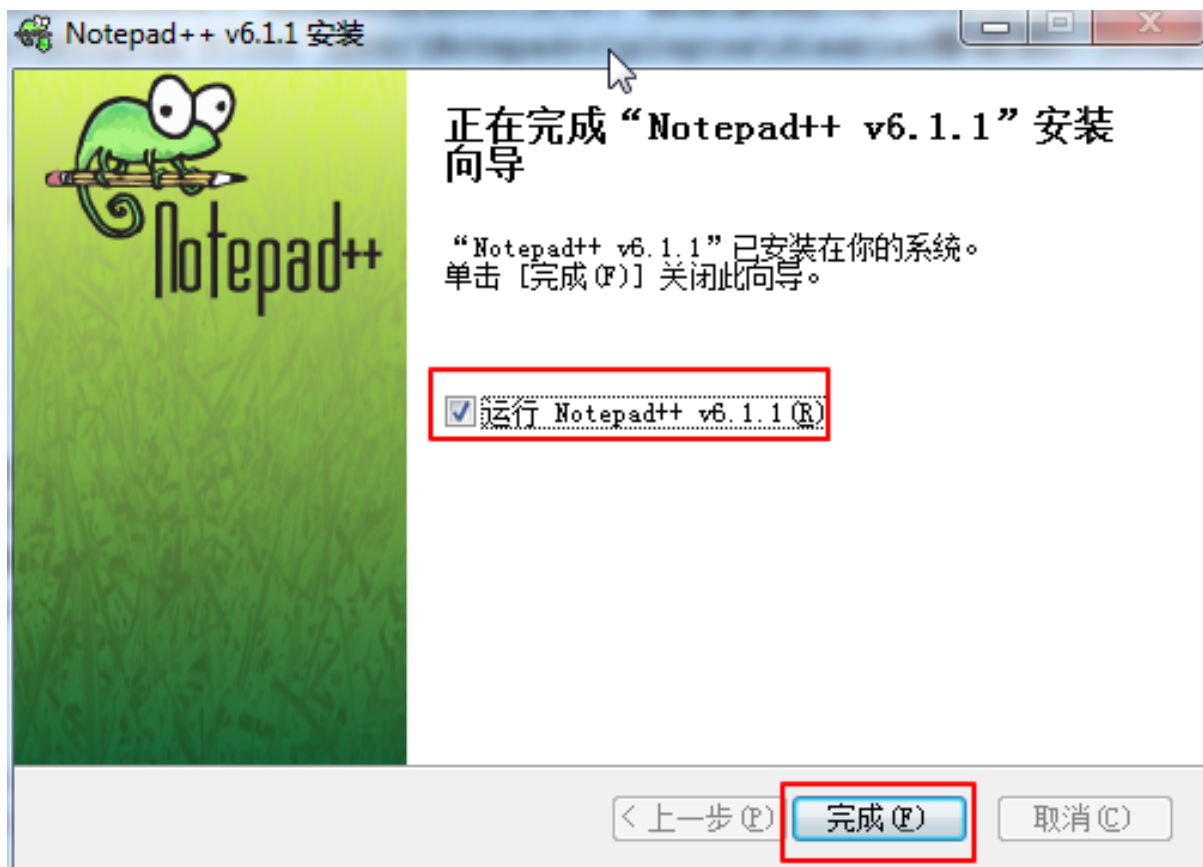 Notepad++ v6.1.1 安装
Notepad++
正在完成“Notepad++ v6.1.1”安装
向导
“Notepad++ v6.1.1”已安装在你的系统。
单击 [完成(F)] 关闭此向导。
运行 Notepad++ v6.1.1(R)
< 上一步(P)
完成(F)
取消(C)